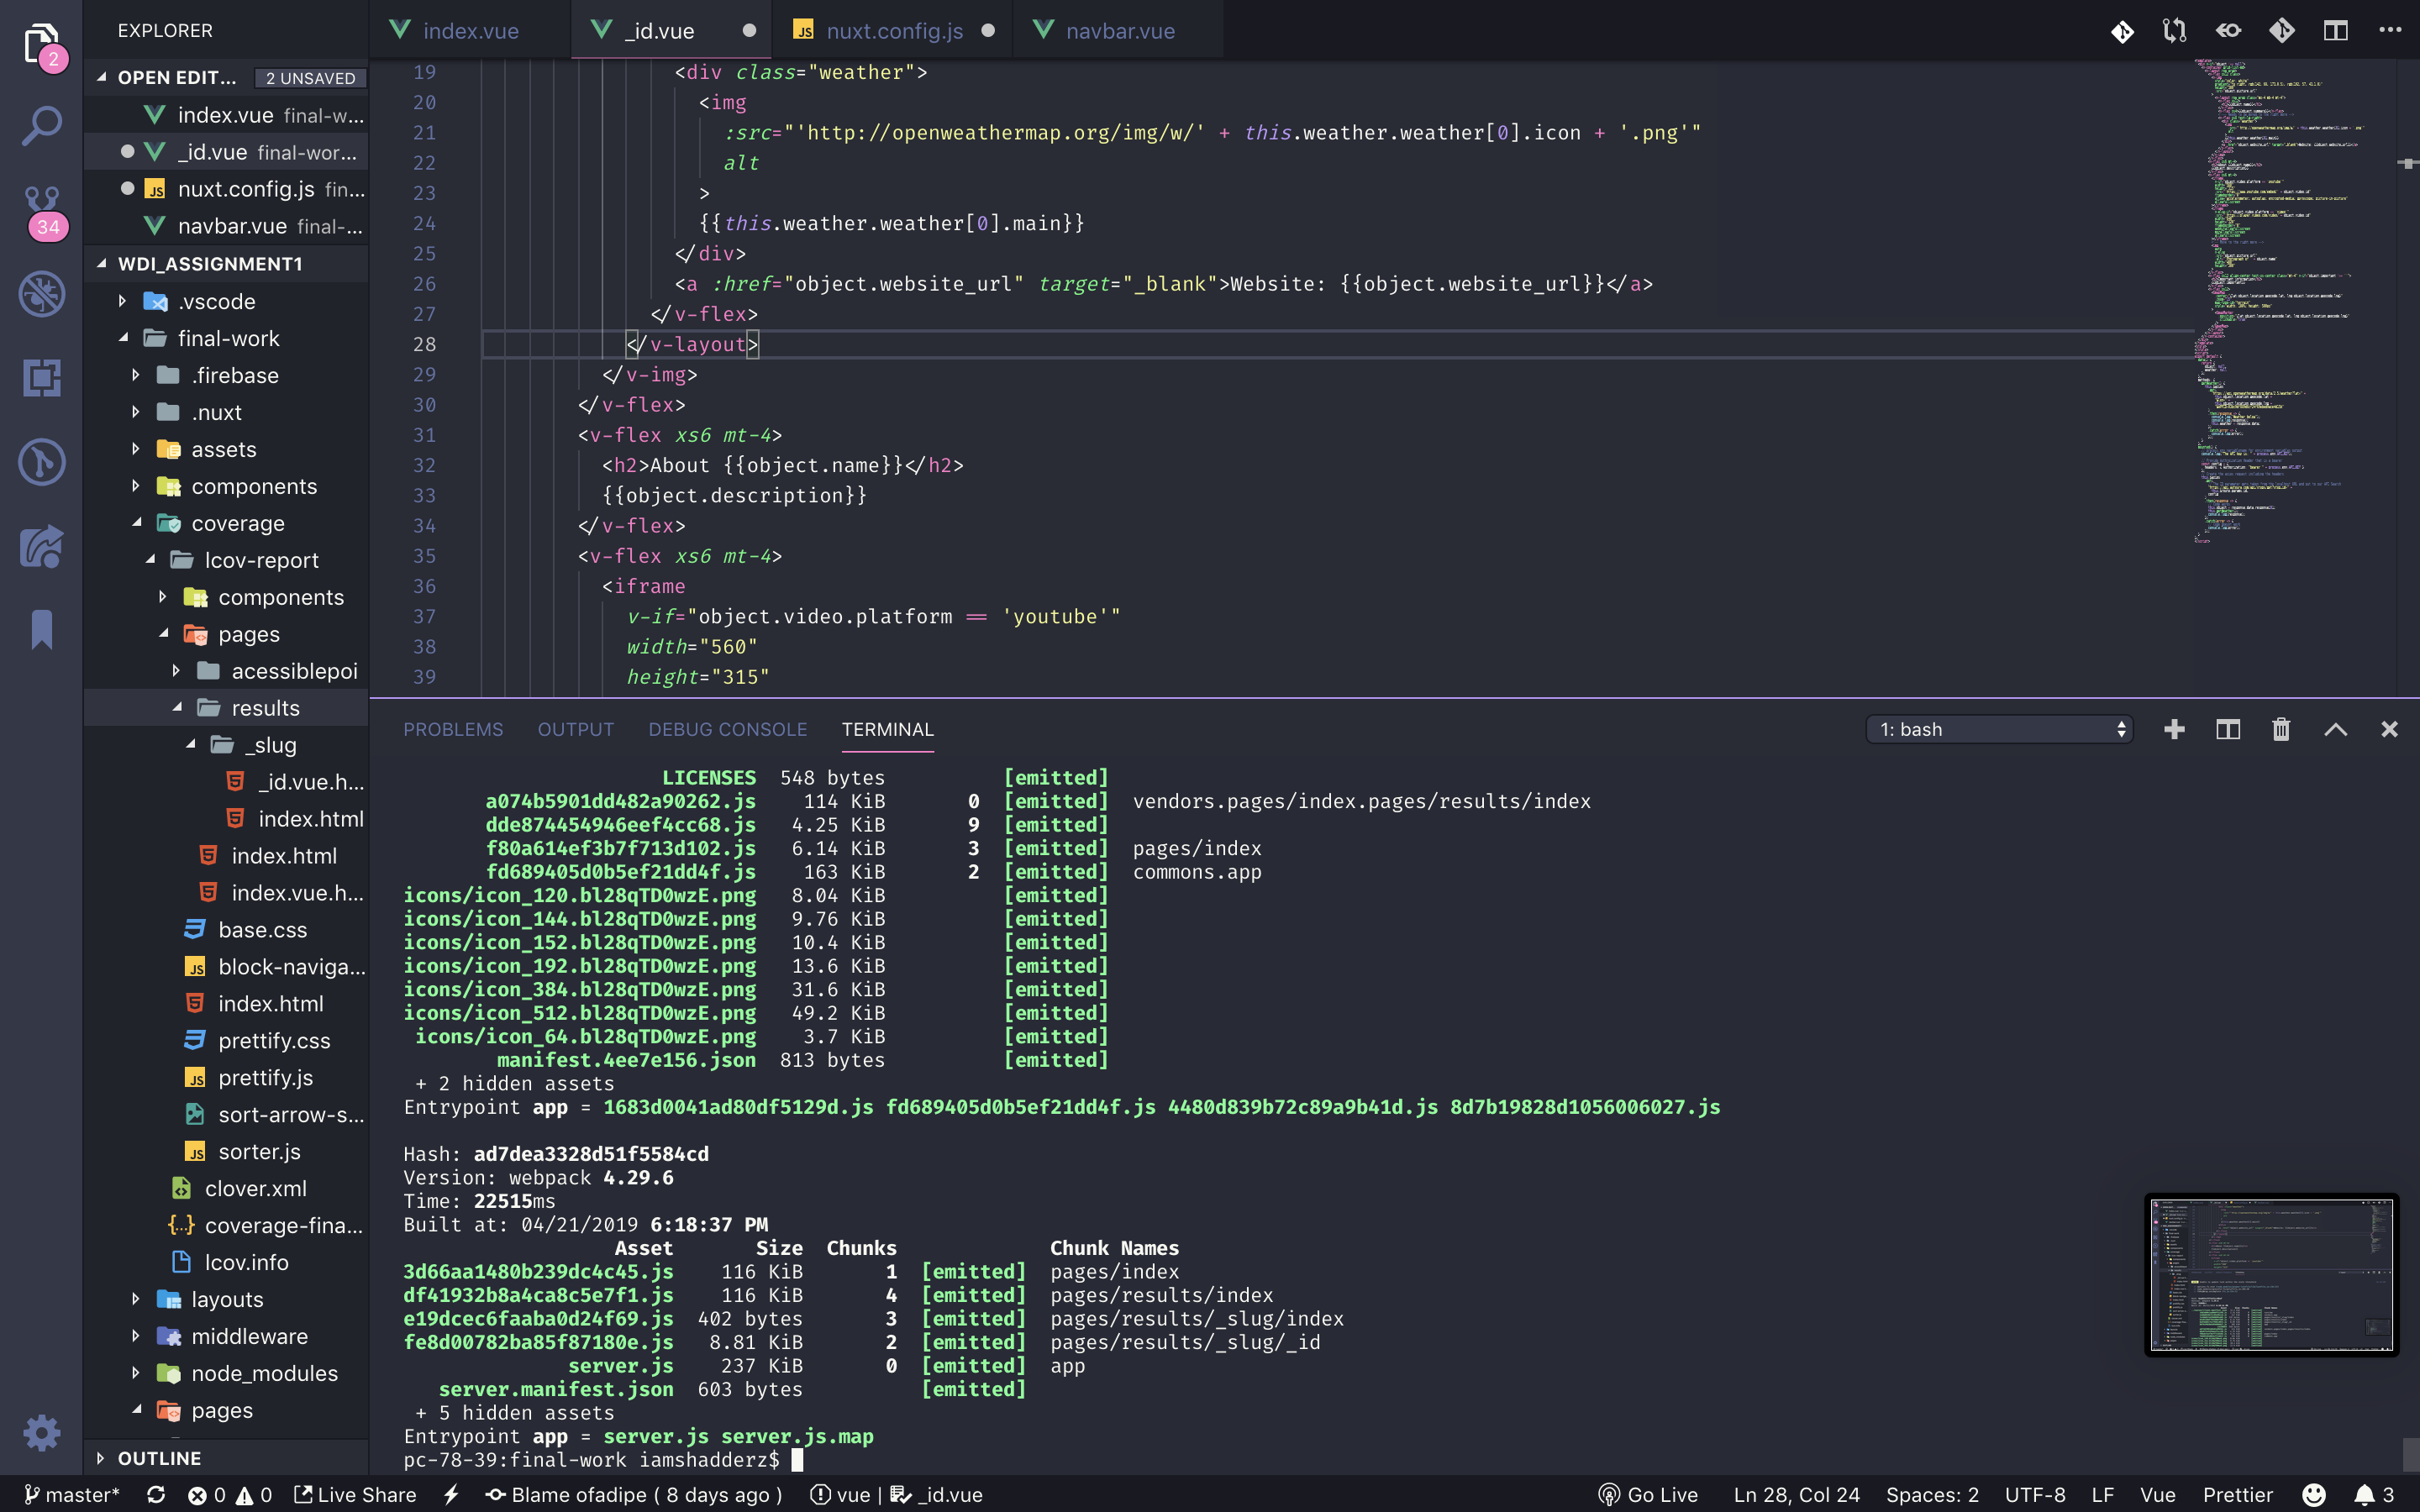 EXPLORER
2
OPEN EDIT... 2 UNSAVED
index.vue final-w...
_id.vue final-wor...
nuxt.config.js fin...
navbar.vue final-...
34
WDI_ASSIGNMENT1
.vscode
final-work
.firebase
.nuxt
assets
components
coverage
lcov-report
components
pages
acessiblepoi
results
_slug
_id.vue.h...
index.html
index.html
index.vue.h...
base.css
block-naviga...
index.html
prettify.css
prettify.js
sort-arrow-s...
sorter.js
clover.xml
coverage-fina...
lcov.info
layouts
middleware
node_modules
pages
OUTLINE
index.vue _id.vue nuxt.config.js navbar.vue
19 <div class="weather">
20 <img
21 :src="'http://openweathermap.org/img/w/' + this.weather.weather[0].icon + '.png'"
22 alt
23 >
24 {{this.weather.weather[0].main}}
25 </div>
26 <a :href="object.website_url" target="_blank">Website: {{object.website_url}}</a>
27 </v-flex>
28 </v-layout>
29 </v-img>
30 </v-flex>
31 <v-flex xs6 mt-4>
32 <h2>About {{object.name}}</h2>
33 {{object.description}}
34 </v-flex>
35 <v-flex xs6 mt-4>
36 <iframe
37 v-if="object.video.platform == 'youtube'"
38 width="560"
39 height="315"
PROBLEMS OUTPUT DEBUG CONSOLE TERMINAL 1: bash
LICENSES 548 bytes [emitted]
a074b5901dd482a90262.js 114 KiB 0 [emitted] vendors.pages/index.pages/results/index
dde874454946eef4cc68.js 4.25 KiB 9 [emitted]
f80a614ef3b7f713d102.js 6.14 KiB 3 [emitted] pages/index
fd689405d0b5ef21dd4f.js 163 KiB 2 [emitted] commons.app
icons/icon_120.bl28qTD0wzE.png 8.04 KiB [emitted]
icons/icon_144.bl28qTD0wzE.png 9.76 KiB [emitted]
icons/icon_152.bl28qTD0wzE.png 10.4 KiB [emitted]
icons/icon_192.bl28qTD0wzE.png 13.6 KiB [emitted]
icons/icon_384.bl28qTD0wzE.png 31.6 KiB [emitted]
icons/icon_512.bl28qTD0wzE.png 49.2 KiB [emitted]
icons/icon_64.bl28qTD0wzE.png 3.7 KiB [emitted]
manifest.4ee7e156.json 813 bytes [emitted]
+ 2 hidden assets
Entrypoint app = 1683d0041ad80df5129d.js fd689405d0b5ef21dd4f.js 4480d839b72c89a9b41d.js 8d7b19828d1056006027.js
Hash: ad7dea3328d51f5584cd
Version: webpack 4.29.6
Time: 22515ms
Built at: 04/21/2019 6:18:37 PM
Asset Size Chunks Chunk Names
3d66aa1480b239dc4c45.js 116 KiB 1 [emitted] pages/index
df41932b8a4ca8c5e7f1.js 116 KiB 4 [emitted] pages/results/index
e19dcec6faaba0d24f69.js 402 bytes 3 [emitted] pages/results/_slug/index
fe8d00782ba85f87180e.js 8.81 KiB 2 [emitted] pages/results/_slug/_id
server.js 237 KiB 0 [emitted] app
server.manifest.json 603 bytes [emitted]
+ 5 hidden assets
Entrypoint app = server.js server.js.map
pc-78-39:final-work iamshadderz$
master* 0 0 Live Share Blame ofadipe ( 8 days ago ) vue | _id.vue Go Live Ln 28, Col 24 Spaces: 2 UTF-8 LF Vue Prettier 3